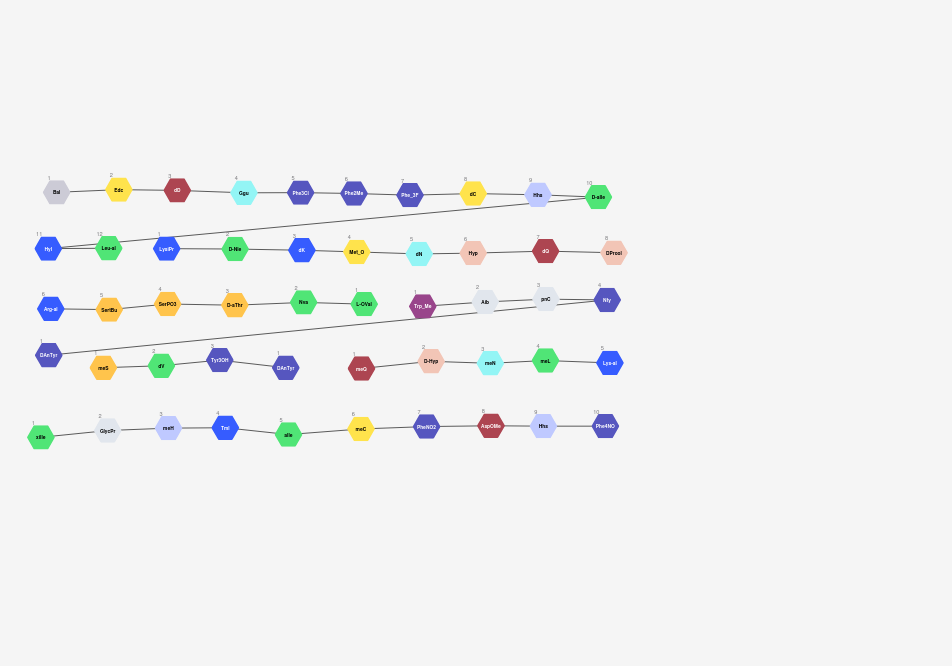 1 2 3 4 5 6 7 8 9 10
Bal Edc dD Ggu Phe3Cl Phe2Me Phe_3F dC Hhs D-aIle
11 12 1 2 3 4 5 6 7 8
Hyl Leu-al LysiPr D-Nle dK Met_O dN Hyp dQ DProol
6 5 4 3 2 1 1 2 3 4
Arg-al SertBu SerPO3 D-aThr Nva L-OVal Trp_Me Aib pnC Nty
1 1 2 3 1 2 3 4 5
DAnTyr meS dV Tyr3OH DAnTyr meQ D-Hyp meN meL Lys-al
1 2 3 4 5 6 7 8 9 10
xiIle GlycPr meH Tml aIle meC PheNO2 AspOMe Hhs Phe4NO